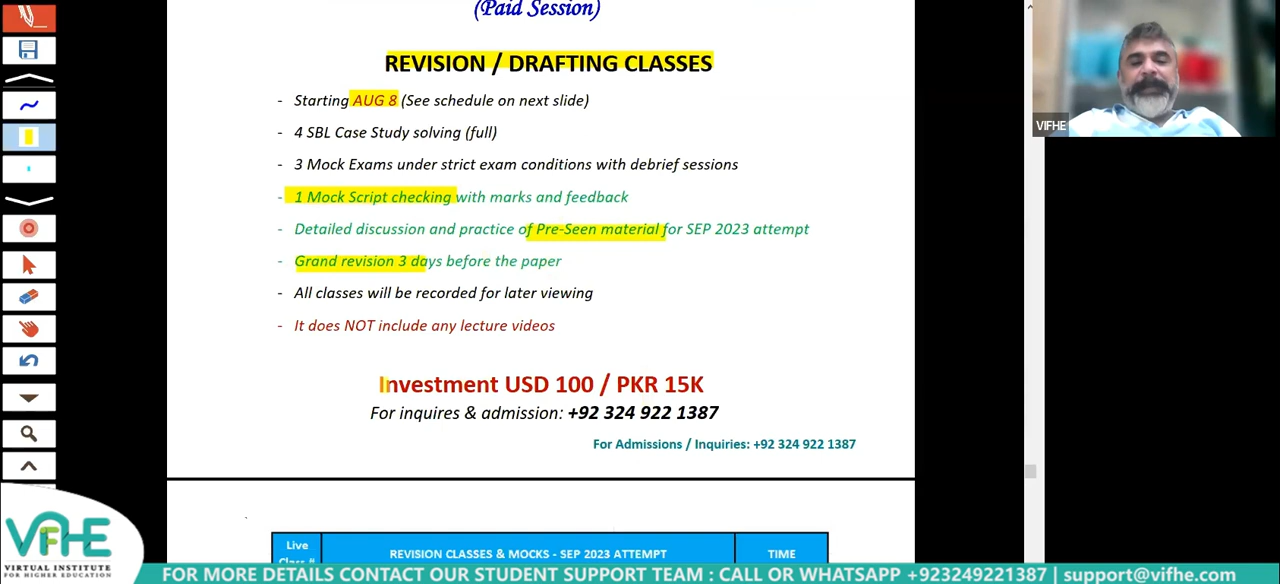 (Paid Session)
REVISION / DRAFTING CLASSES
- Starting AUG 8 (See schedule on next slide)
- 4 SBL Case Study solving (full)
- 3 Mock Exams under strict exam conditions with debrief sessions
- 1 Mock Script checking with marks and feedback
- Detailed discussion and practice of Pre-Seen material for SEP 2023 attempt
- Grand revision 3 days before the paper
- All classes will be recorded for later viewing
- It does NOT include any lecture videos
Investment USD 100 / PKR 15K
For inquires & admission: +92 324 922 1387
For Admissions / Inquiries: +92 324 922 1387
Live
Class #
REVISION CLASSES & MOCKS - SEP 2023 ATTEMPT
TIME
VIFHE
VIFHE
VIRTUAL INSTITUTE
FOR HIGHER EDUCATION
FOR MORE DETAILS CONTACT OUR STUDENT SUPPORT TEAM : CALL OR WHATSAPP +923249221387 | support@vifhe.com